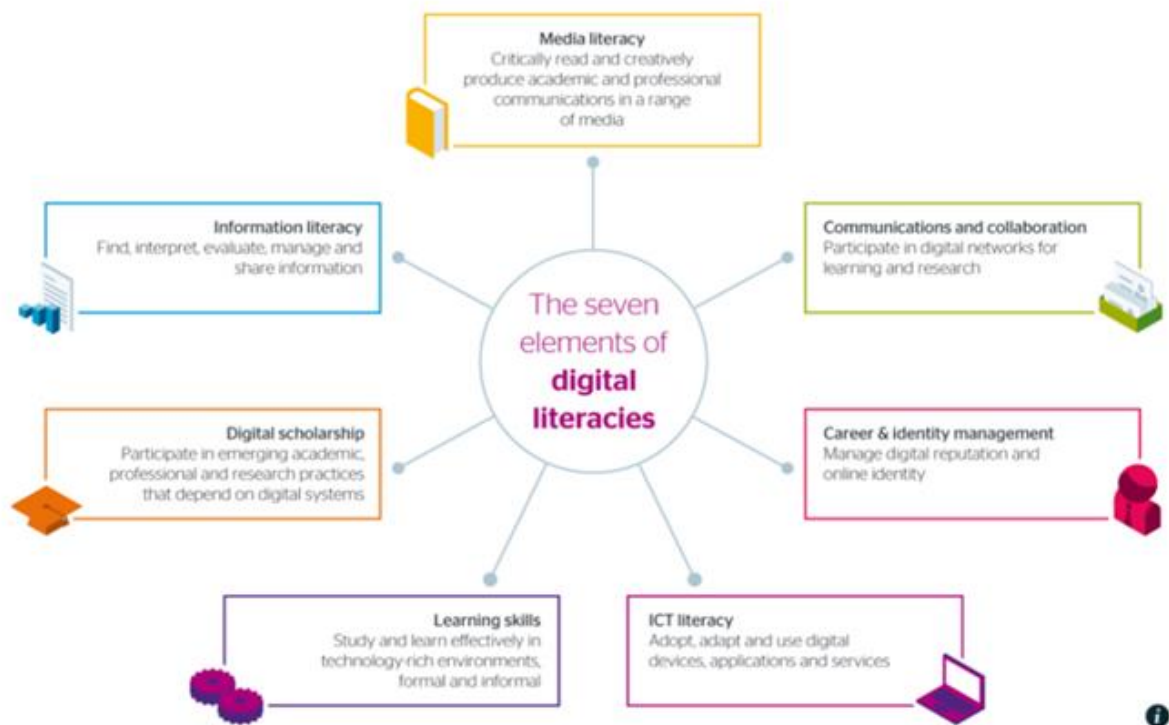 Media literacy
Critically read and creatively
produce academic and professional
communications in a range
of media
Information literacy
Find, interpret, evaluate, manage and
share information
Communications and collaboration
Participate in digital networks for
learning and research
The seven
elements of
digital
literacies
Digital scholarship
Participate in emerging academic,
professional and research practices
that depend on digital systems
Career & identity management
Manage digital reputation and
online identity
Learning skills
Study and learn effectively in
technology-rich environments,
formal and informal
ICT literacy
Adopt, adapt and use digital
devices, applications and services
i